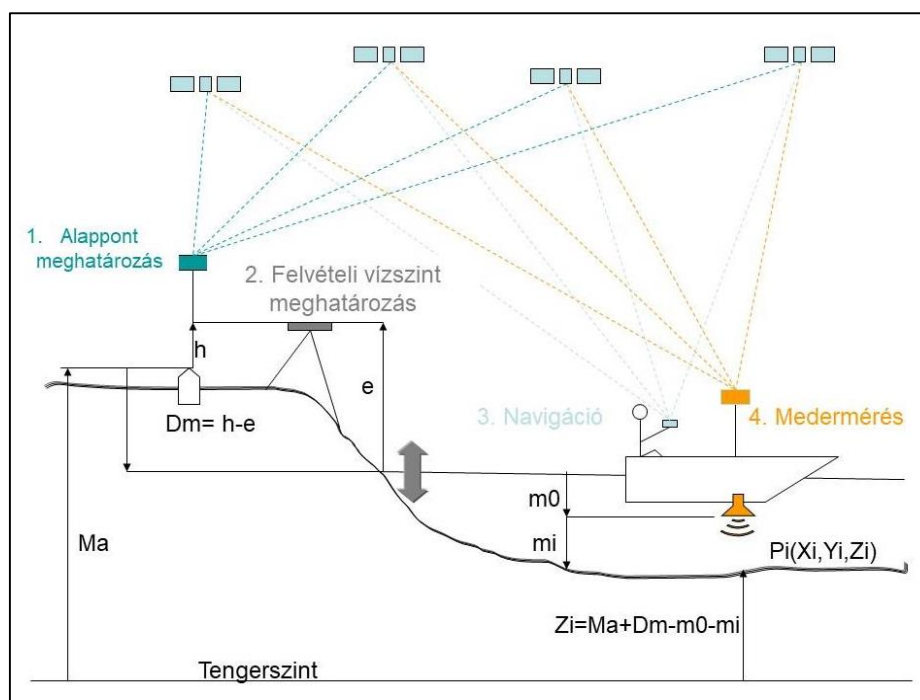 1. Alappont
meghatározás
2. Felvételi vízszint
meghatározás
h
e
Dm= h-e
3. Navigáció
4. Medermérés
m0
Ma
mi
Pi(Xi,Yi,Zi)
Zi=Ma+Dm-m0-mi
Tengerszint